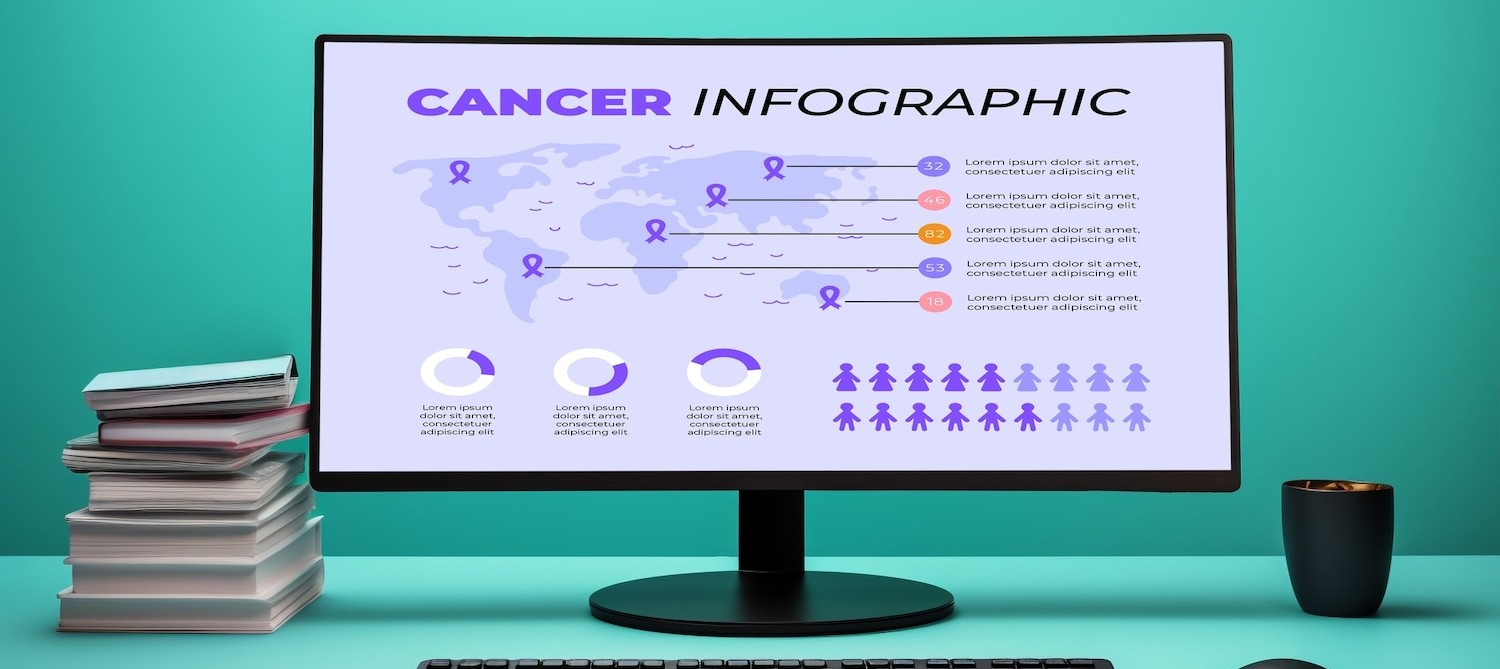 CANCER INFOGRAPHIC
32
Lorem ipsum dolor sit amet,
consectetuer adipiscing elit
46
Lorem ipsum dolor sit amet,
consectetuer adipiscing elit
82
Lorem ipsum dolor sit amet,
consectetuer adipiscing elit
53
Lorem ipsum dolor sit amet,
consectetuer adipiscing elit
18
Lorem ipsum dolor sit amet,
consectetuer adipiscing elit
Lorem ipsum
dolor sit amet,
consectetuer
adipiscing elit
Lorem ipsum
dolor sit amet,
consectetuer
adipiscing elit
Lorem ipsum
dolor sit amet,
consectetuer
adipiscing elit